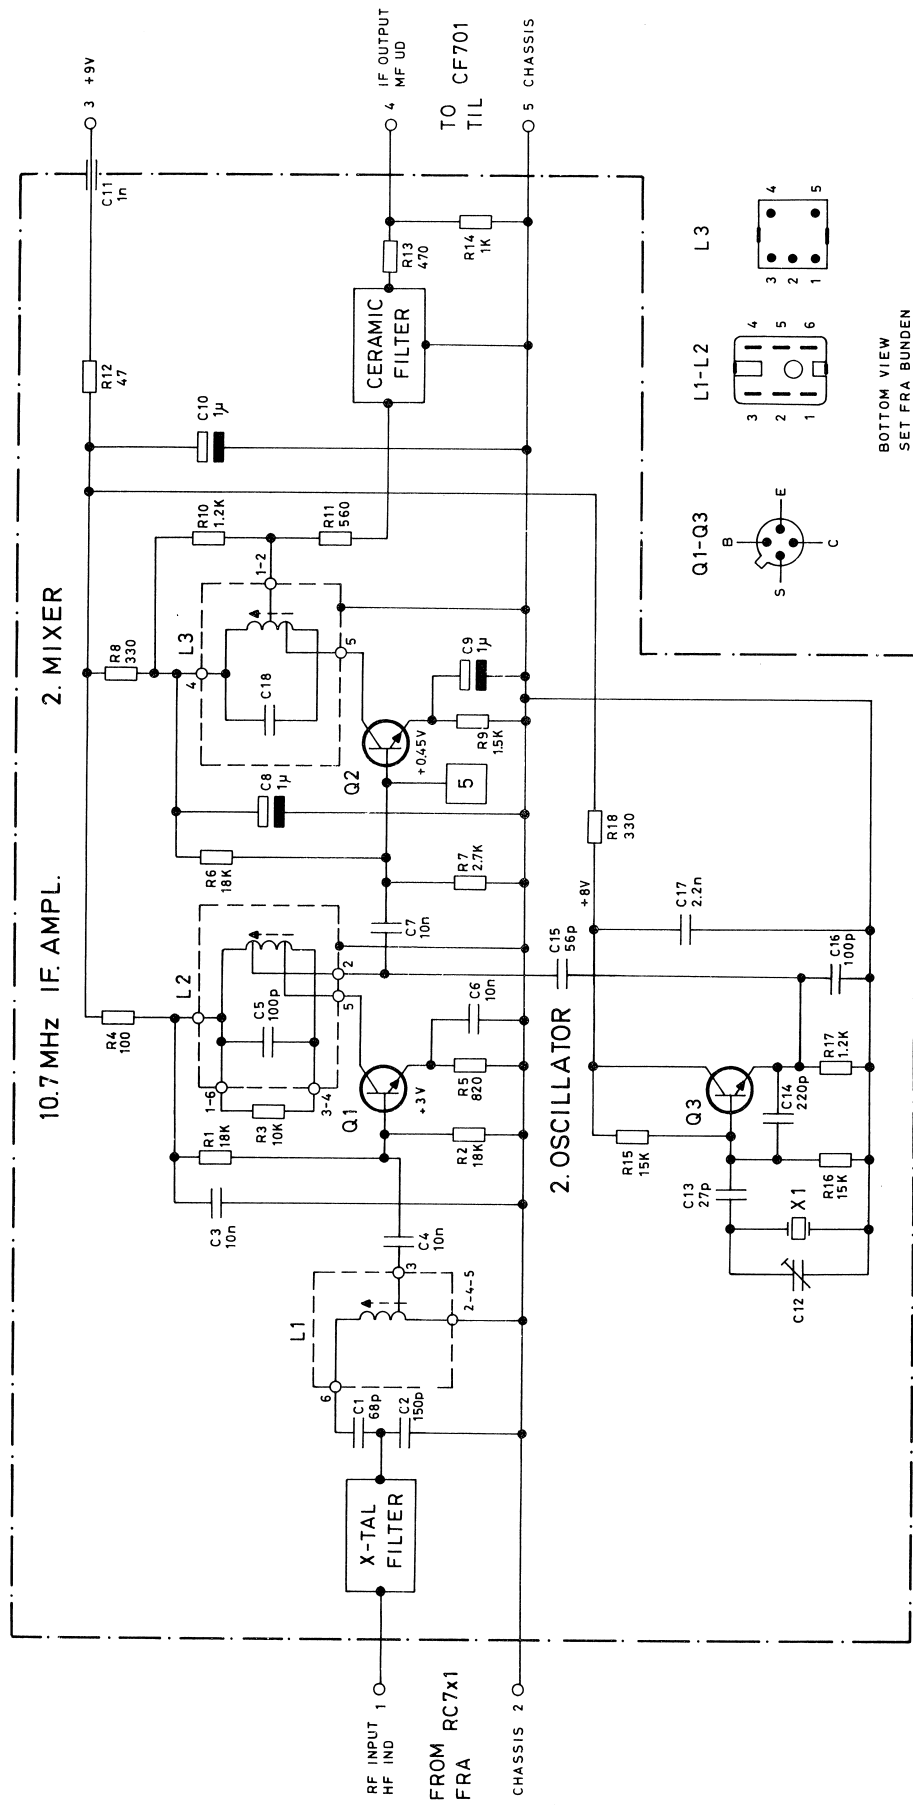 10.7MHz IF. AMPL.
2. MIXER
3 +9V
C11
1n
R12
47
C10
1µ
R8
330
R4
100
R10
1.2K
R11
560
1-2
L3
4
C18
5
L2
C5
100p
1-6
3-4
2
5
R3
10K
R1
18K
C3
10n
R6
18K
C8
1µ
Q2
+0.45V
5
R9
1.5K
C9
1µ
R7
2.7K
C7
10n
C6
10n
R5
820
Q1
+3V
R2
18K
C4
10n
CERAMIC
FILTER
R13
470
R14
1K
4
IF OUTPUT
MF UD
TO CF701
TIL
5 CHASSIS
L1
3
6
2-4-5
C1
68p
C2
150p
X-TAL
FILTER
RF INPUT
HF IND
1
FROM RC7x1
FRA
CHASSIS 2
2. OSCILLATOR
C15
56p
+8V
R18
330
C17
2.2n
C16
100p
R17
1.2K
C14
220p
Q3
R15
15K
R16
15K
C13
27p
X1
C12
Q1-Q3
B
E
C
S
L1-L2
3
2
1
4
5
6
L3
3
2
1
4
5
BOTTOM VIEW
SET FRA BUNDEN